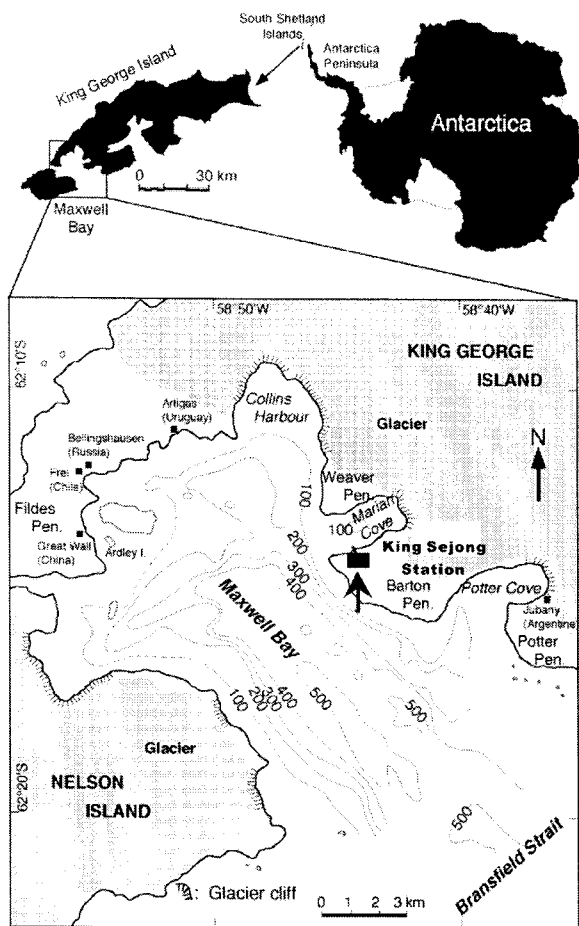 South Shetland
Islands
Antarctica
Peninsula
King George Island
Antarctica
0 30 km
Maxwell
Bay
58°50'W
58°40'W
62°10'S
KING GEORGE
ISLAND
Collins
Harbour
Artigas
(Uruguay)
Glacier
Bellingshausen
(Russia)
N
Frei
(Chile)
Weaver
Pen.
100
Fildes
Pen.
Marian
Cove
100
200
Great Wall
(China)
Ardley I.
King Sejong
Station
300
400
Barton
Pen.
Potter Cove
Jubany
(Argentine)
Maxwell Bay
Potter
Pen.
100
200
300
400
500
500
Glacier
62°20'S
NELSON
ISLAND
500
Bransfield Strait
: Glacier cliff
0 1 2 3 km